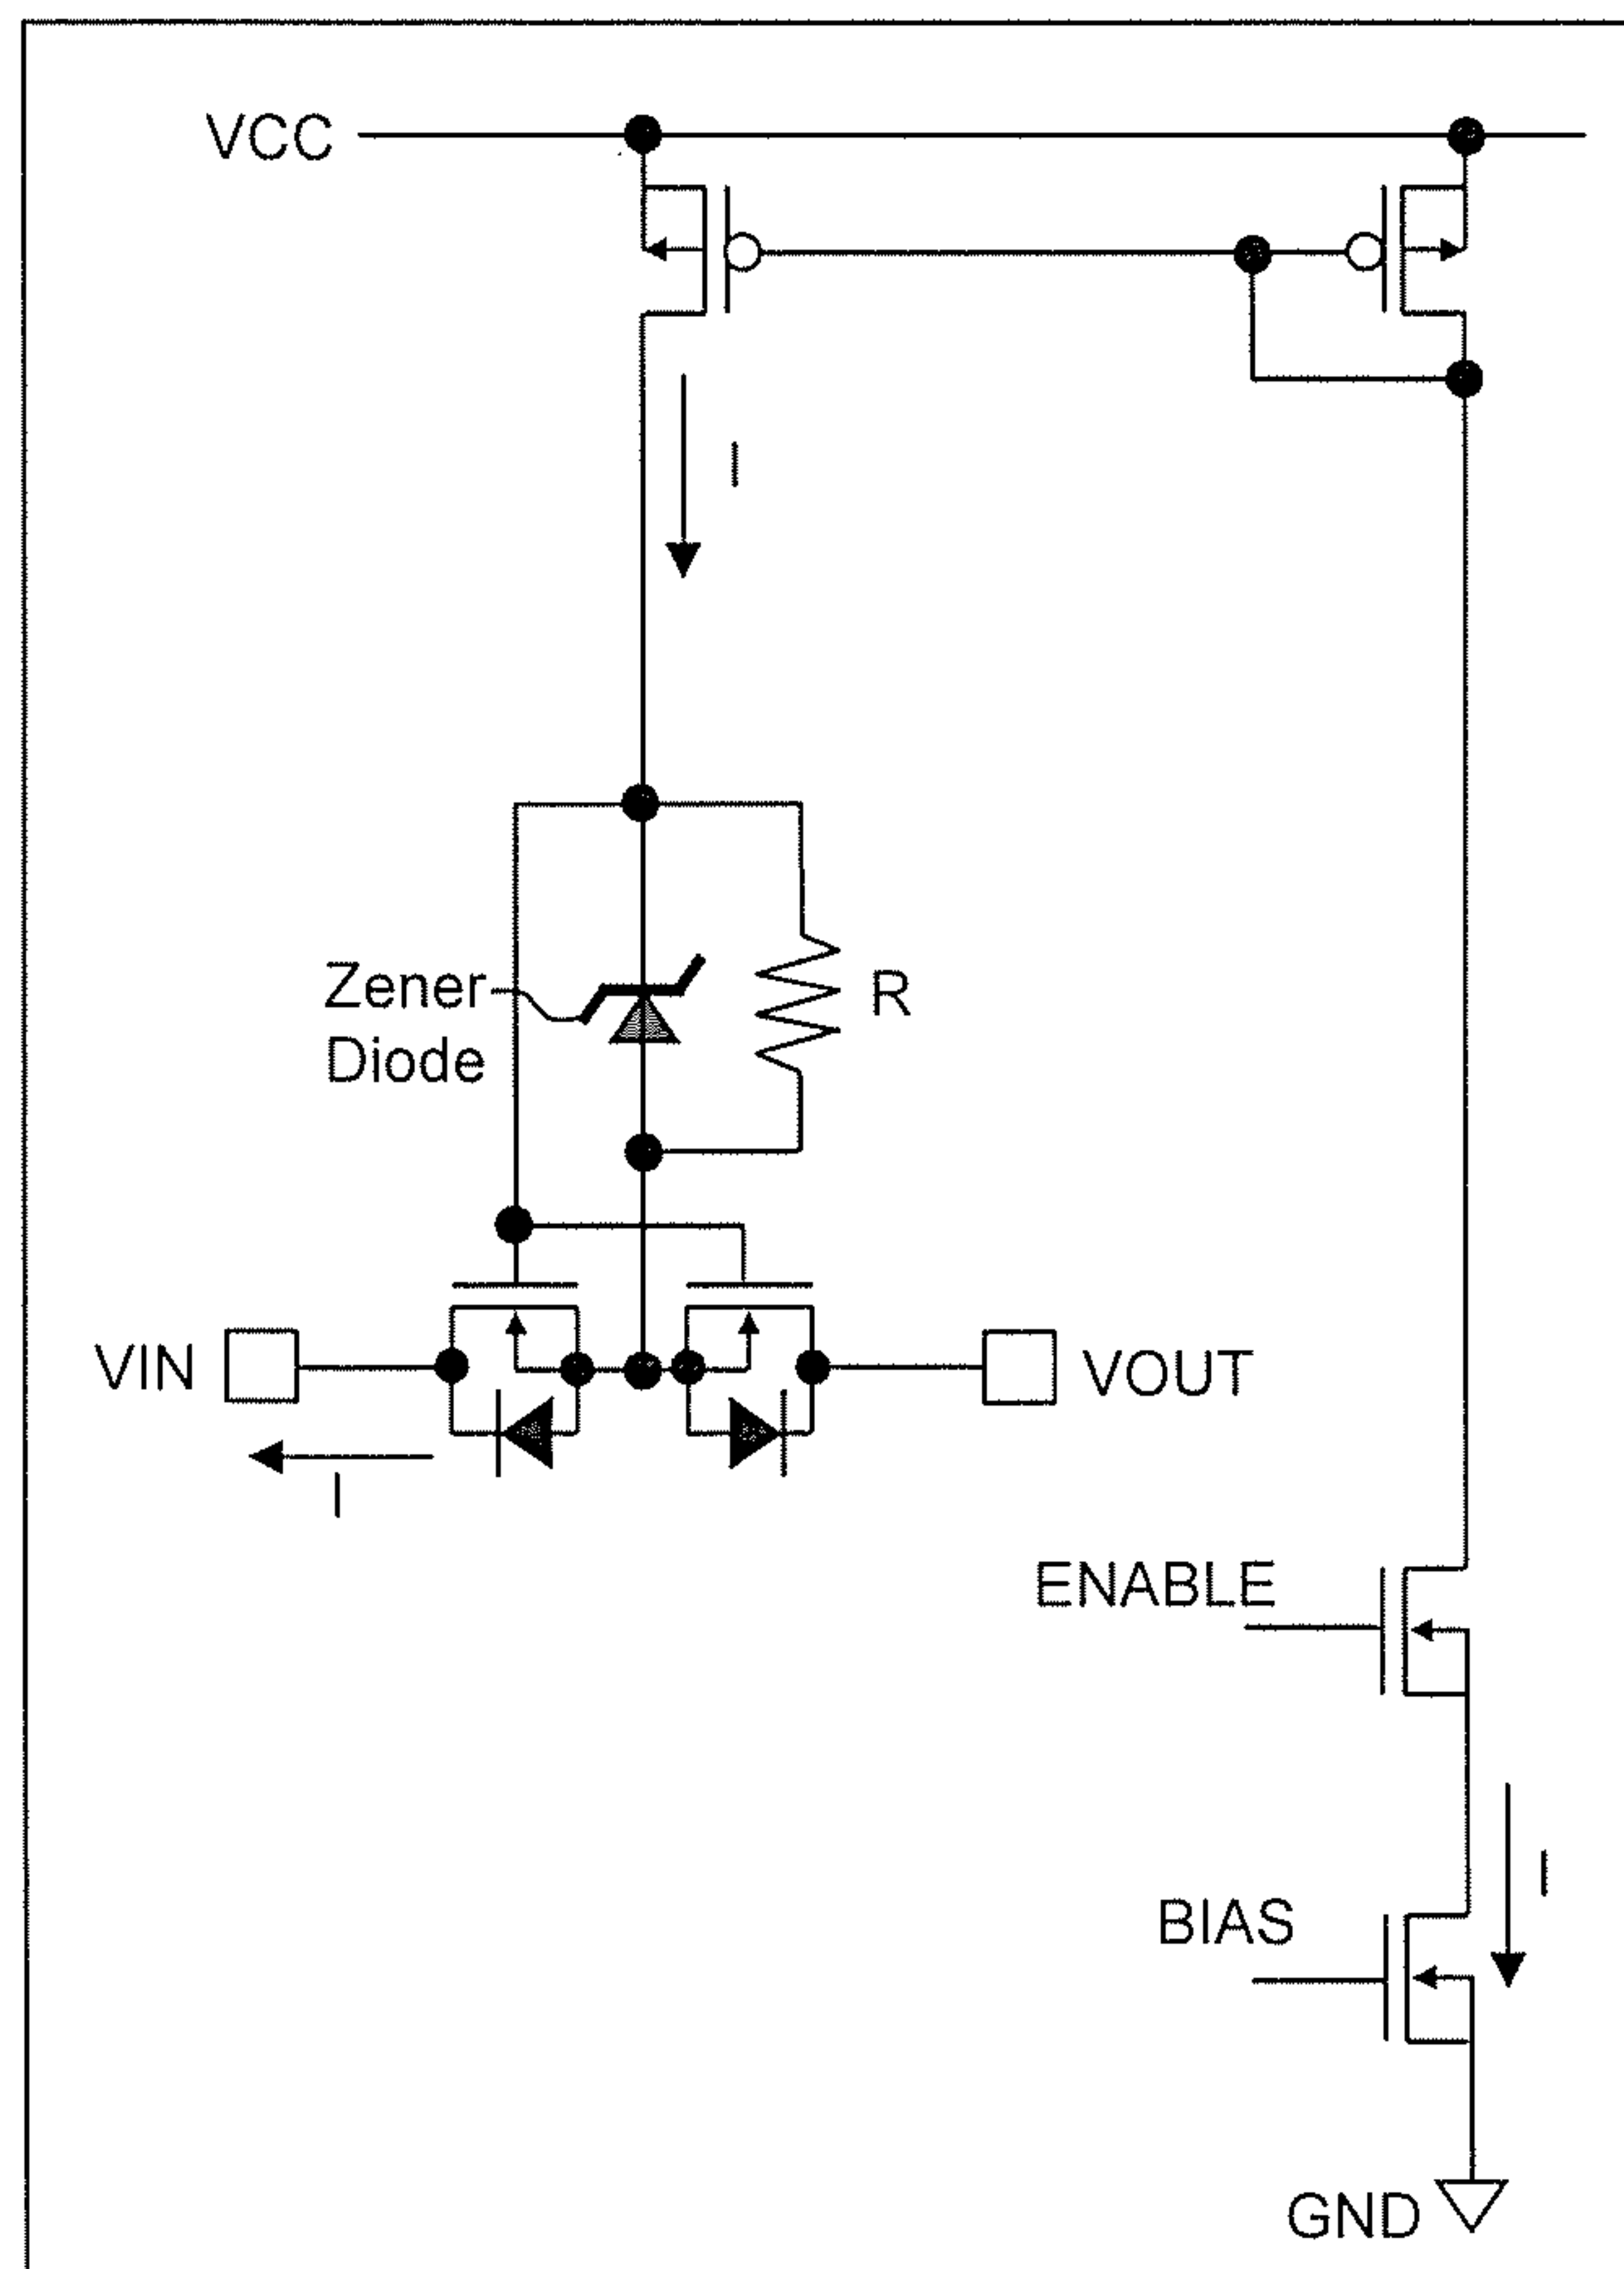 VCC
I
Zener
Diode
R
VIN
VOUT
I
ENABLE
I
BIAS
GND